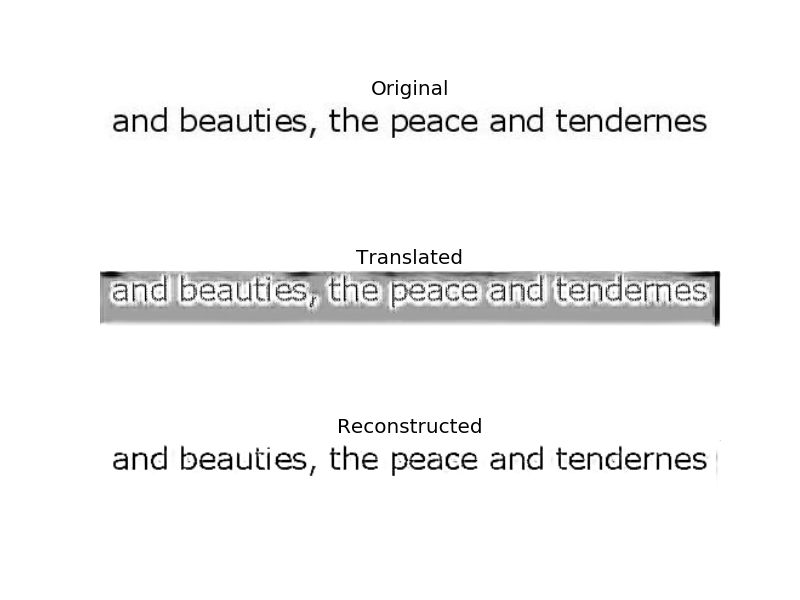 Original
and beauties, the peace and tendernes
Translated
and beauties, the peace and tendernes
Reconstructed
and beauties, the peace and tendernes